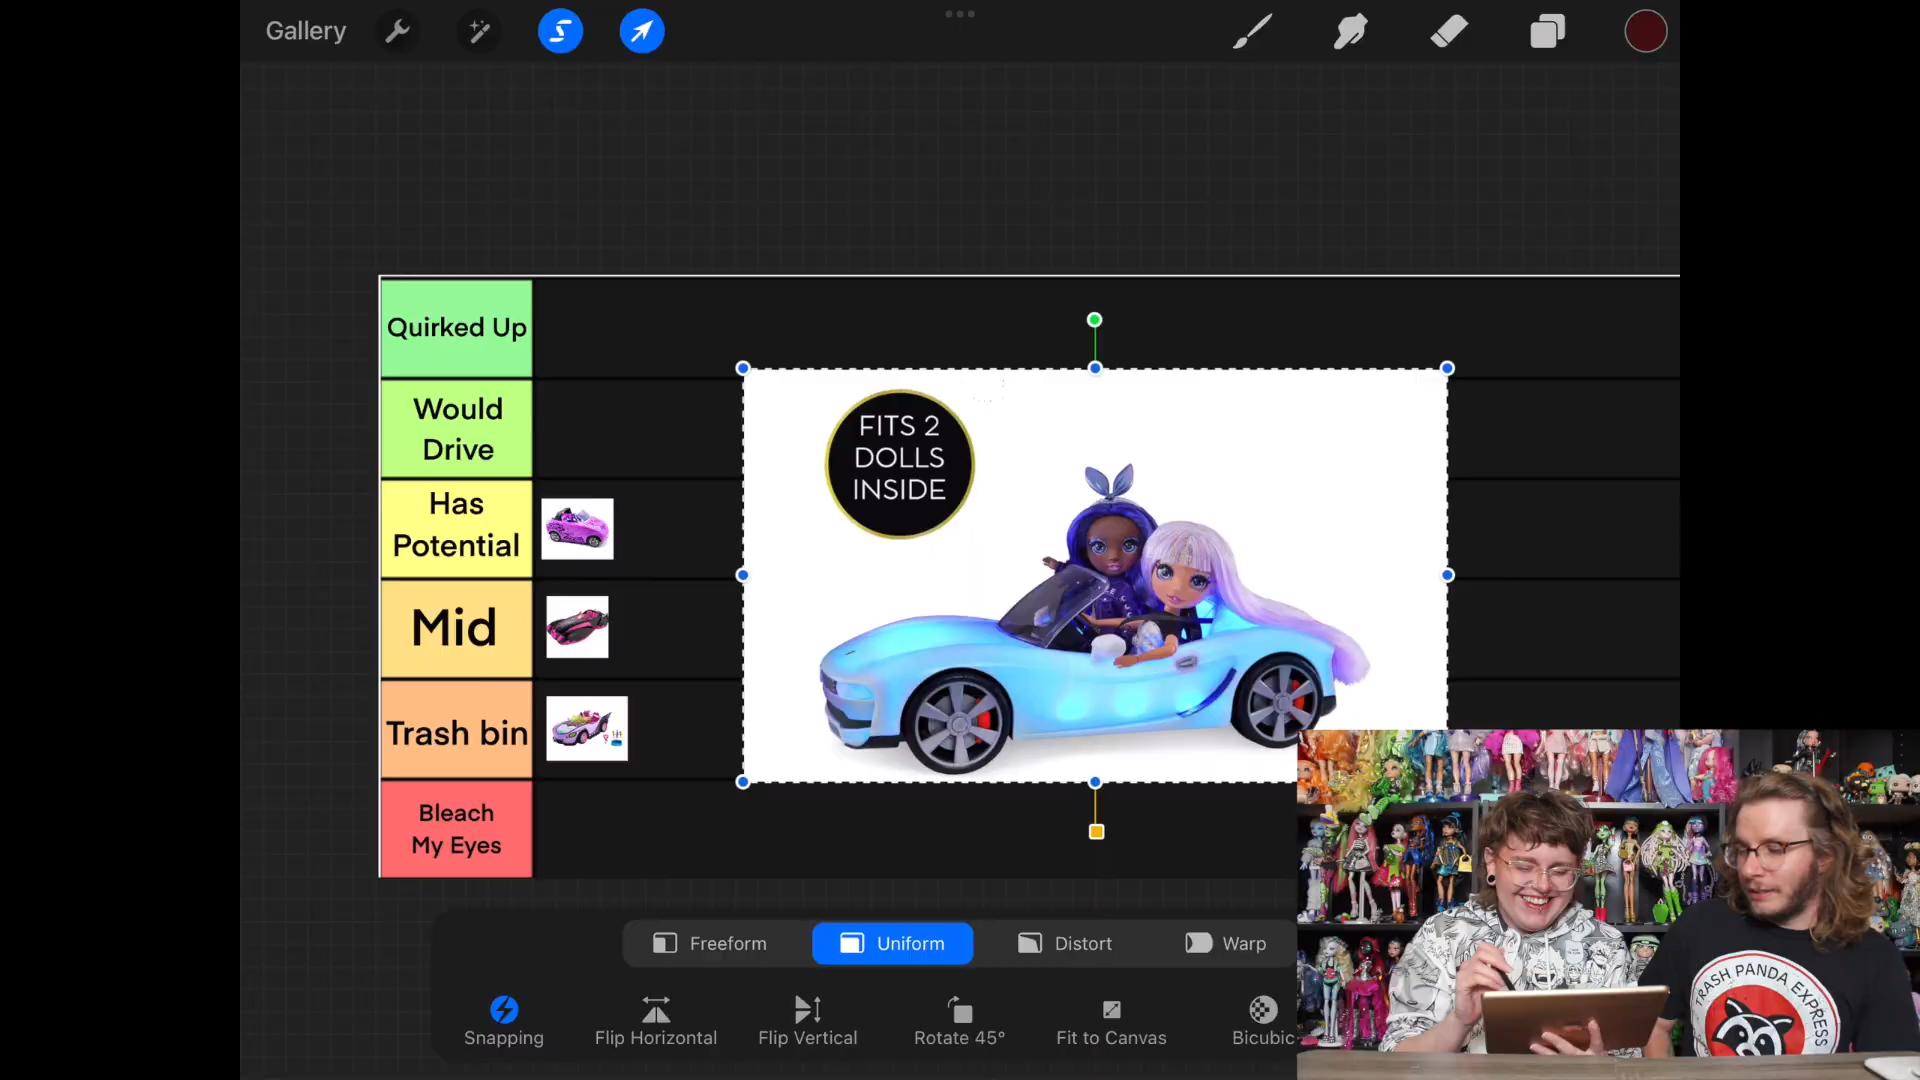 Gallery
Quirked Up
Would
Drive
Has
Potential
Mid
Trash bin
Bleach
My Eyes
FITS 2
DOLLS
INSIDE
Freeform
Uniform
Distort
Warp
Snapping
Flip Horizontal
Flip Vertical
Rotate 45°
Fit to Canvas
Bicubic
TRASH PANDA EXPRESS